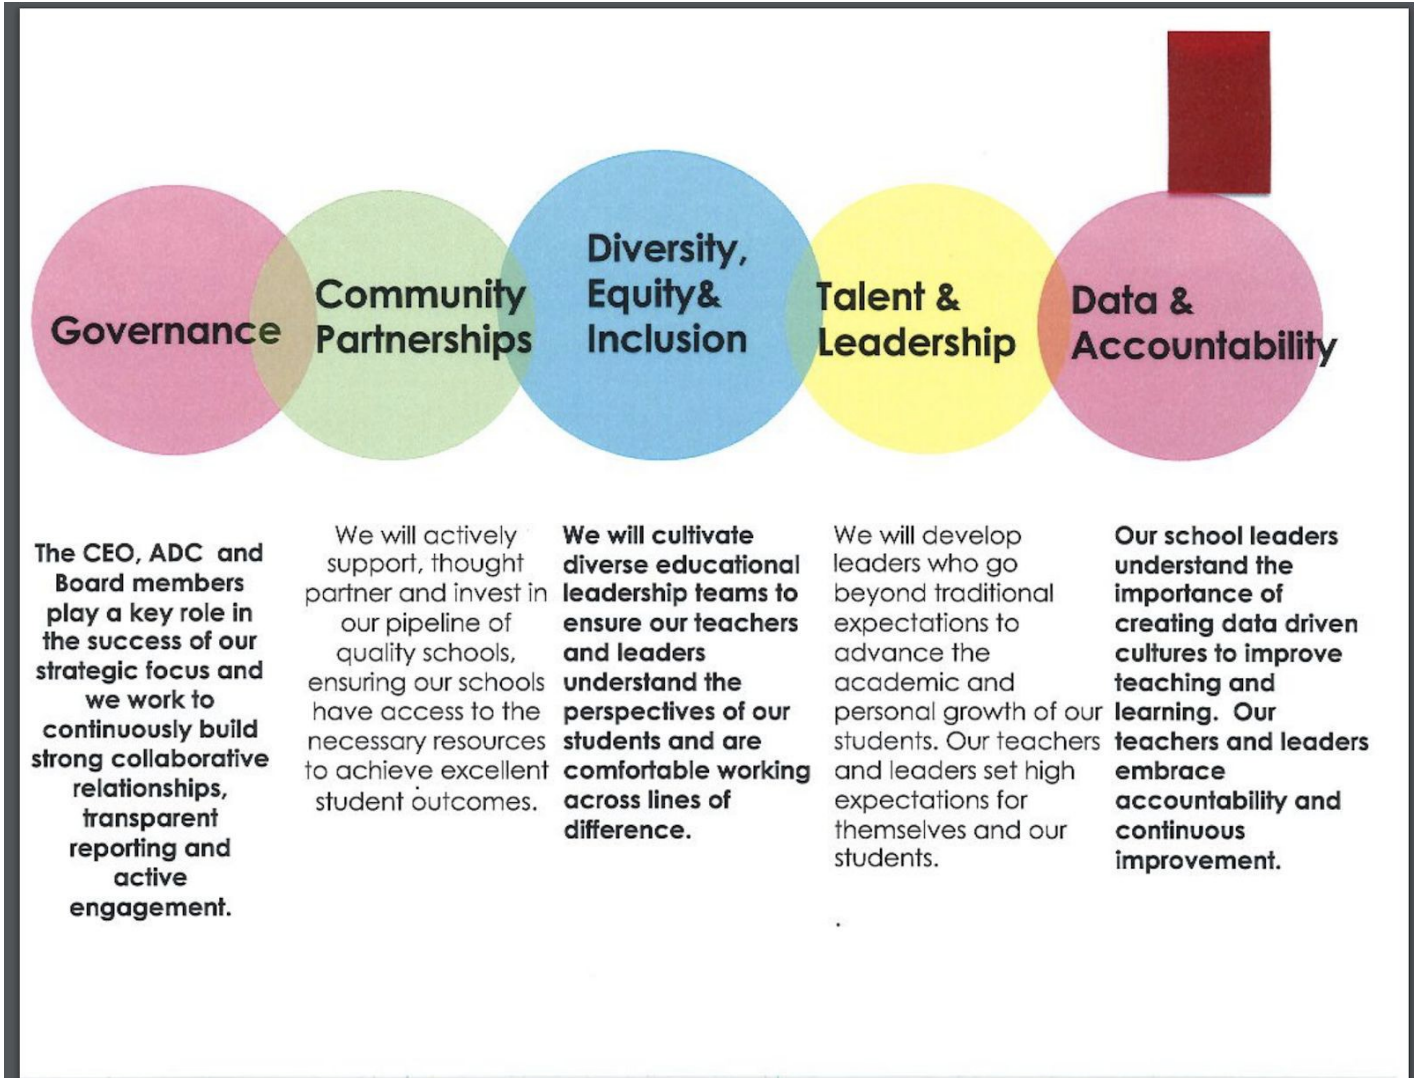 Governance
Community
Partnerships
Diversity,
Equity&
Inclusion
Talent &
Leadership
Data &
Accountability
The CEO, ADC and
Board members
play a key role in
the success of our
strategic focus and
we work to
continuously build
strong collaborative
relationships,
transparent
reporting and
active
engagement.
We will actively
support, thought
partner and invest in
our pipeline of
quality schools,
ensuring our schools
have access to the
necessary resources
to achieve excellent
student outcomes.
We will cultivate
diverse educational
leadership teams to
ensure our teachers
and leaders
understand the
perspectives of our
students and are
comfortable working
across lines of
difference.
We will develop
leaders who go
beyond traditional
expectations to
advance the
academic and
personal growth of our
students. Our teachers
and leaders set high
expectations for
themselves and our
students.
Our school leaders
understand the
importance of
creating data driven
cultures to improve
teaching and
learning. Our
teachers and leaders
embrace
accountability and
continuous
improvement.